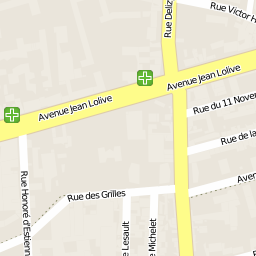 Rue Victor H
Rue Deliz
Avenue Jean Lolive
Avenue Jean Lolive
Rue du 11 Novem
Rue de la
Rue Honoré d'Estienn
Avenu
Rue des Grilles
Rue Lesault
Rue Michelet